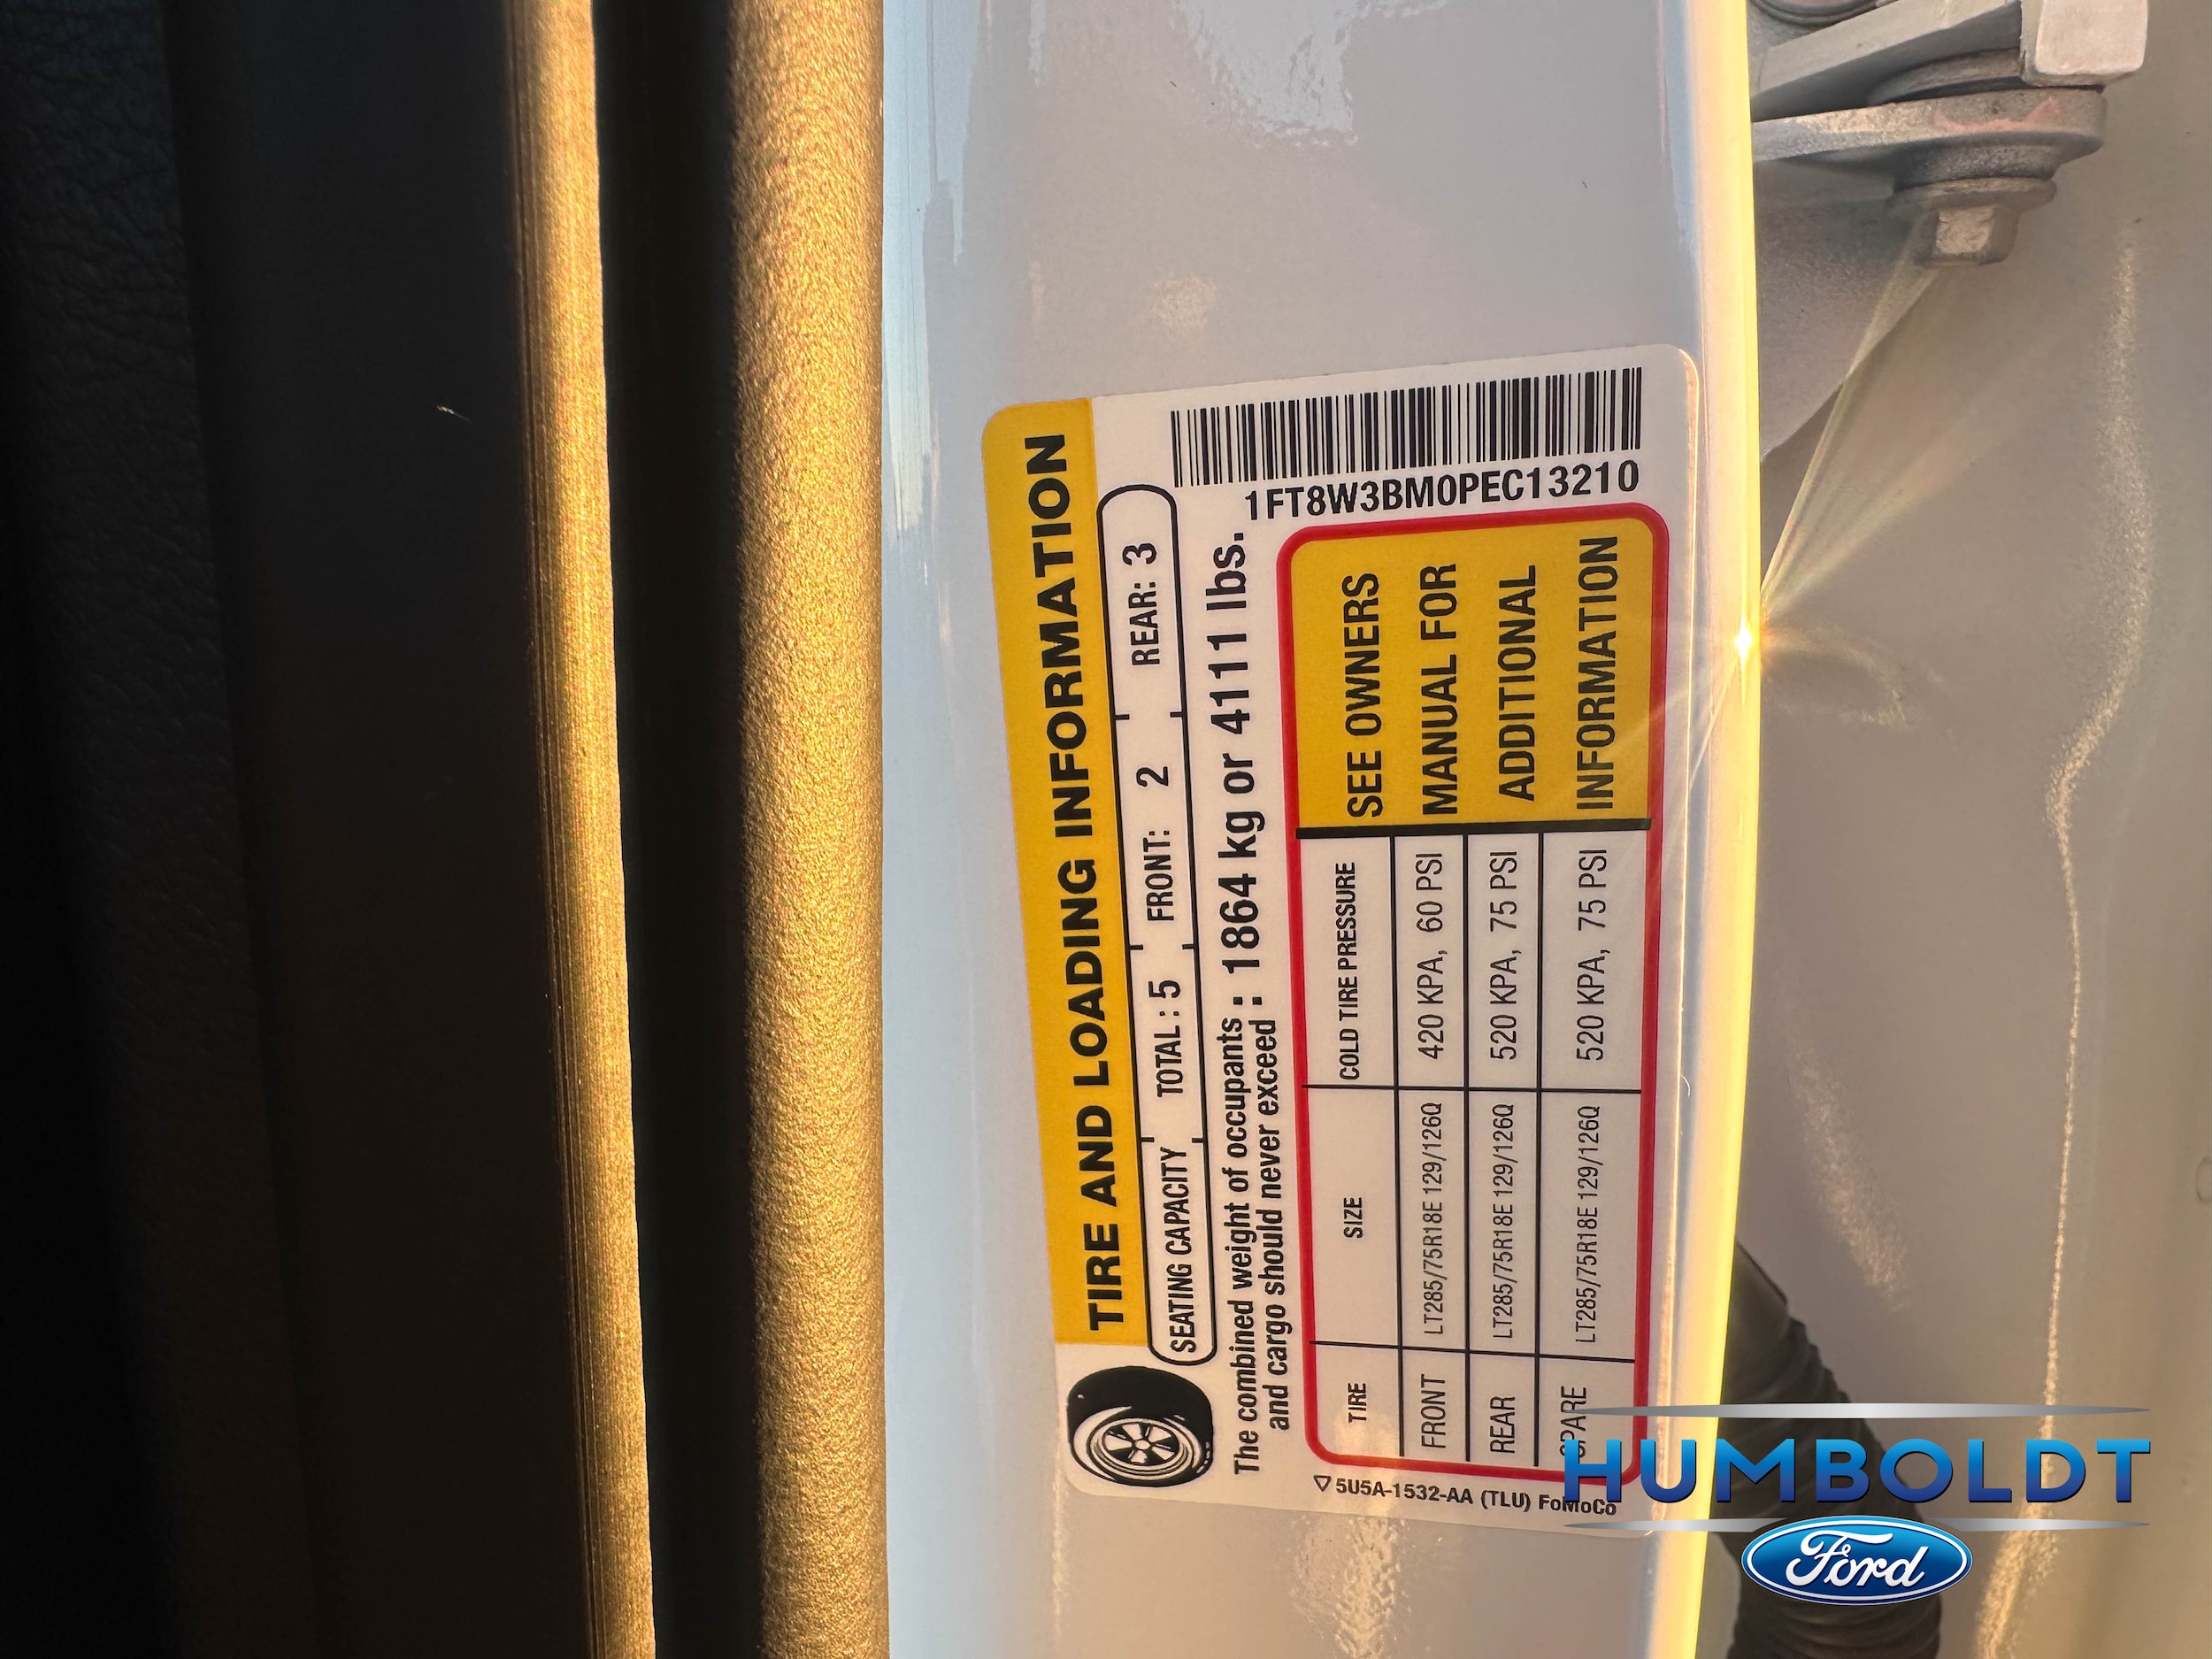 TIRE AND LOADING INFORMATION
SEATING CAPACITY TOTAL : 5 FRONT: 2 REAR: 3
The combined weight of occupants
and cargo should never exceed : 1864 kg or 4111 lbs.
1FT8W3BM0PEC13210
TIRE SIZE COLD TIRE PRESSURE
FRONT LT285/75R18E 129/126Q 420 KPA, 60 PSI
REAR LT285/75R18E 129/126Q 520 KPA, 75 PSI
SPARE LT285/75R18E 129/126Q 520 KPA, 75 PSI
SEE OWNERS
MANUAL FOR
ADDITIONAL
INFORMATION
5U5A-1532-AA (TLU) FoMoCo
HUMBOLDT
Ford